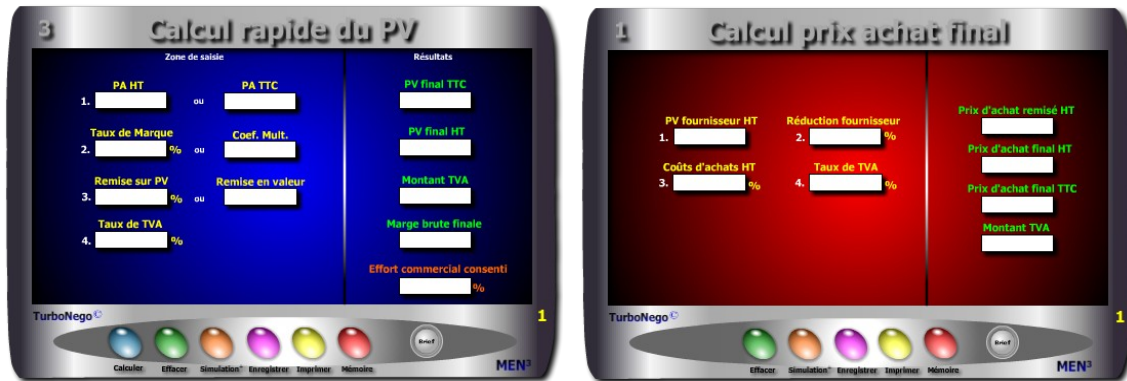 3 Calcul rapide du PV
Zone de saisie Résultats
PA HT PA TTC PV final TTC
1. ou
Taux de Marque Coef. Mult. PV final HT
2. % ou
Remise sur PV Remise en valeur Montant TVA
3. % ou
Taux de TVA Marge brute finale
4. %
Effort commercial consenti
%
TurboNego© 1
Brief
Calculer Effacer Simulation° Enregistrer Imprimer Mémoire MEN³
1 Calcul prix achat final
Prix d'achat remisé HT
PV fournisseur HT Réduction fournisseur
1. 2. %
Prix d'achat final HT
Coûts d'achats HT Taux de TVA
3. % 4. %
Prix d'achat final TTC
Montant TVA
TurboNego© 1
Brief
Effacer Simulation° Enregistrer Imprimer Mémoire MEN³